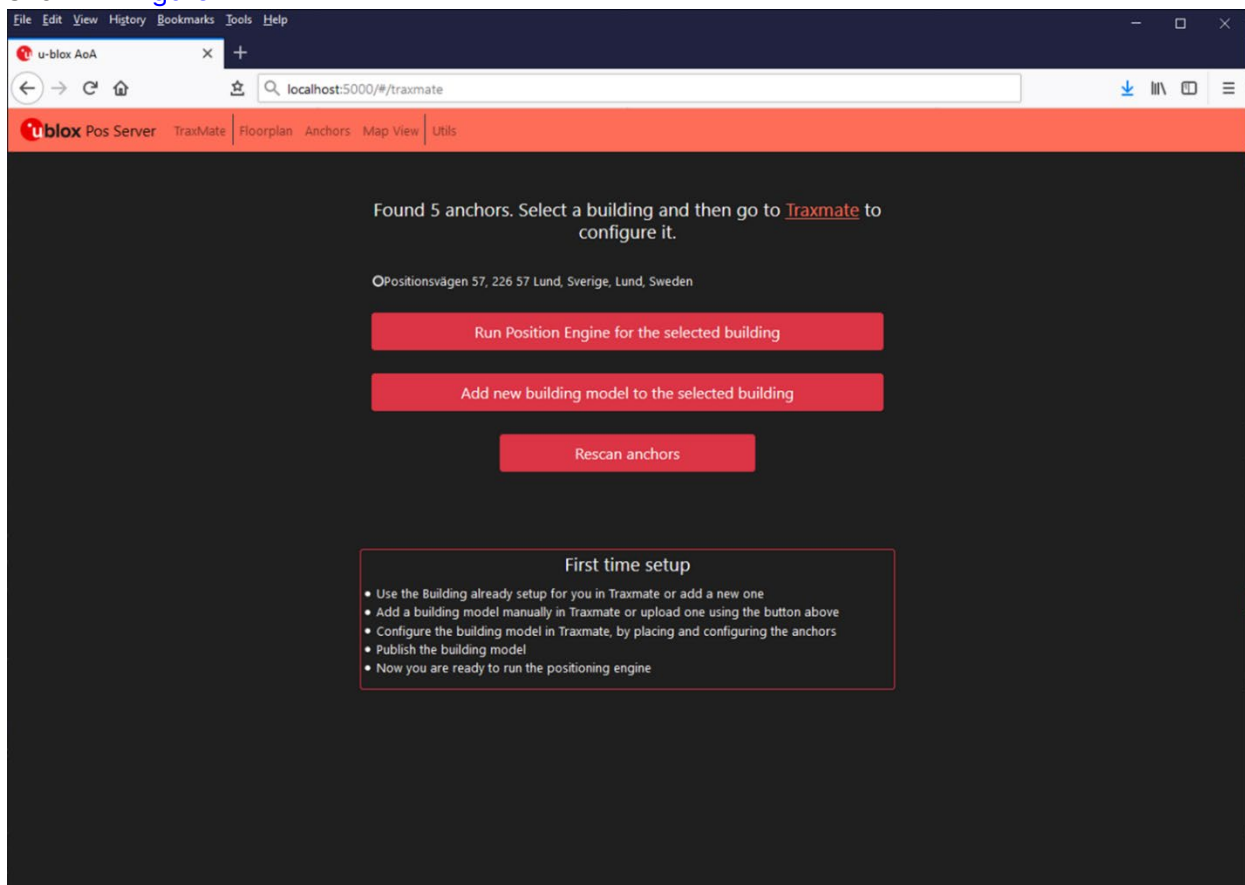 File Edit View History Bookmarks Tools Help
u-blox AoA
localhost:5000/#/traxmate
ublox Pos Server TraxMate Floorplan Anchors Map View Utils
Found 5 anchors. Select a building and then go to Traxmate to
configure it.
Positionsvägen 57, 226 57 Lund, Sverige, Lund, Sweden
Run Position Engine for the selected building
Add new building model to the selected building
Rescan anchors
First time setup
• Use the Building already setup for you in Traxmate or add a new one
• Add a building model manually in Traxmate or upload one using the button above
• Configure the building model in Traxmate, by placing and configuring the anchors
• Publish the building model
• Now you are ready to run the positioning engine